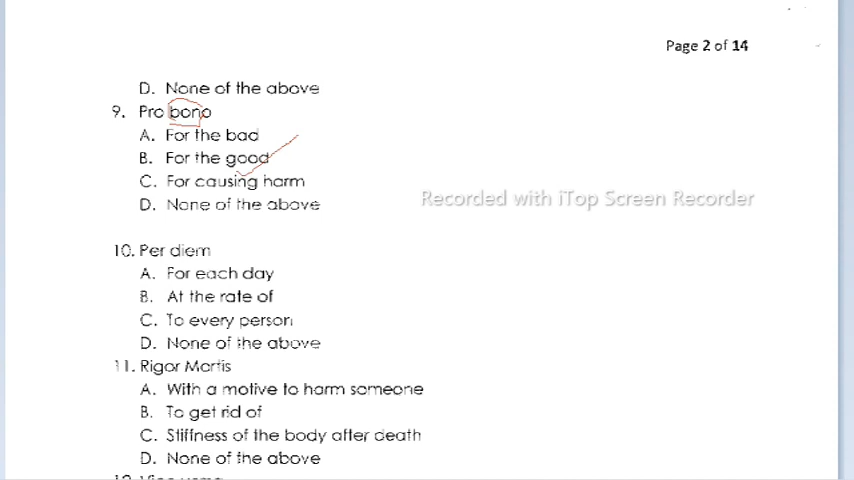 Page 2 of 14
D. None of the above
9. Pro bono
A. For the bad
B. For the good
C. For causing harm
D. None of the above
Recorded with iTop Screen Recorder
10. Per diem
A. For each day
B. At the rate of
C. To every person
D. None of the above
11. Rigor Mortis
A. With a motive to harm someone
B. To get rid of
C. Stiffness of the body after death
D. None of the above